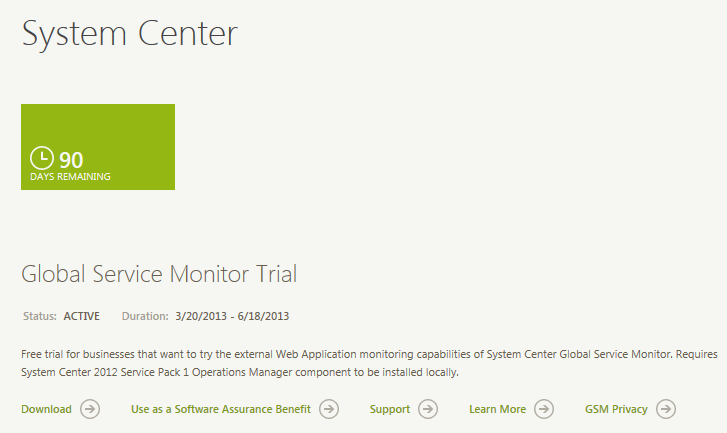 System Center
90
DAYS REMAINING
Global Service Monitor Trial
Status: ACTIVE Duration: 3/20/2013 - 6/18/2013
Free trial for businesses that want to try the external Web Application monitoring capabilities of System Center Global Service Monitor. Requires
System Center 2012 Service Pack 1 Operations Manager component to be installed locally.
Download Use as a Software Assurance Benefit Support Learn More GSM Privacy